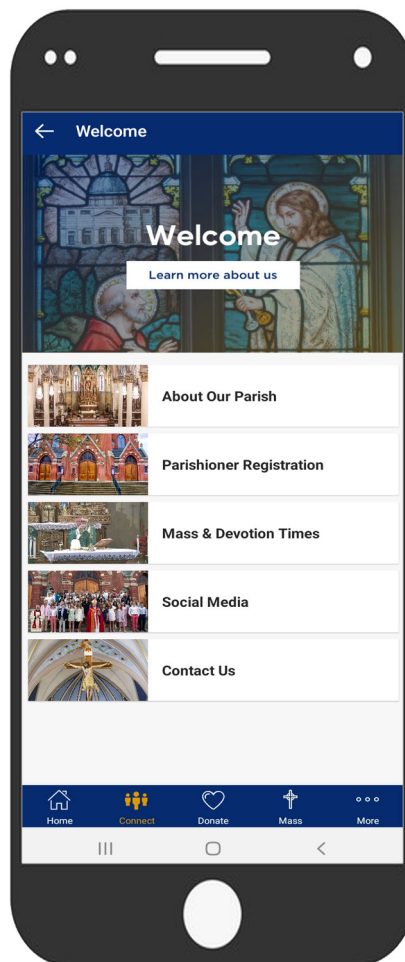 Welcome
Welcome
Learn more about us
About Our Parish
Parishioner Registration
Mass & Devotion Times
Social Media
Contact Us
Home Connect Donate Mass More